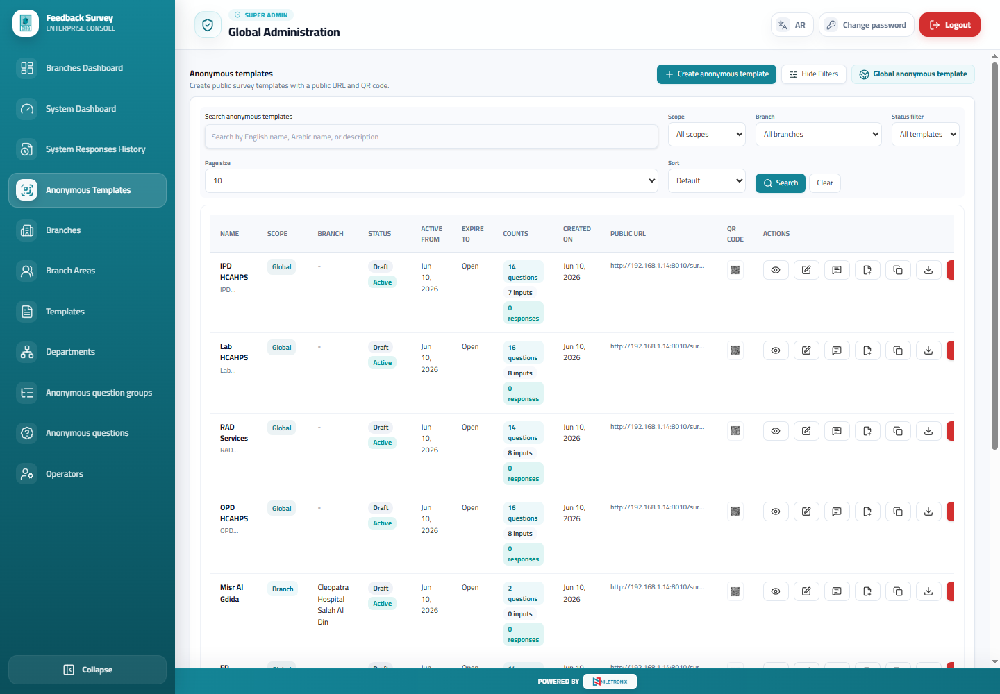 Feedback Survey
ENTERPRISE CONSOLE
Branches Dashboard
System Dashboard
System Responses History
Anonymous Templates
Branches
Branch Areas
Templates
Departments
Anonymous question groups
Anonymous questions
Operators
Collapse
SUPER ADMIN
Global Administration
AR
Change password
Logout
Anonymous templates
Create public survey templates with a public URL and QR code.
Create anonymous template
Hide Filters
Global anonymous template
Search anonymous templates
Search by English name, Arabic name, or description
Scope
All scopes
Branch
All branches
Status filter
All templates
Page size
10
Sort
Default
Search
Clear
NAME SCOPE BRANCH STATUS ACTIVE FROM EXPIRE TO COUNTS CREATED ON PUBLIC URL QR CODE ACTIONS
IPD HCAHPS
IPD...
Global
-
Draft
Active
Jun 10, 2026
Open
14 questions
7 inputs
0 responses
Jun 10, 2026
http://192.168.1.14:8010/sur...
Lab HCAHPS
Lab...
Global
-
Draft
Active
Jun 10, 2026
Open
16 questions
8 inputs
0 responses
Jun 10, 2026
http://192.168.1.14:8010/sur...
RAD Services
RAD...
Global
-
Draft
Active
Jun 10, 2026
Open
14 questions
8 inputs
0 responses
Jun 10, 2026
http://192.168.1.14:8010/sur...
OPD HCAHPS
OPD...
Global
-
Draft
Active
Jun 10, 2026
Open
16 questions
8 inputs
0 responses
Jun 10, 2026
http://192.168.1.14:8010/sur...
Misr Al Gdida
Branch
Cleopatra Hospital Salah Al Din
Draft
Active
Jun 10, 2026
Open
2 questions
0 inputs
0 responses
Jun 10, 2026
http://192.168.1.14:8010/sur...
ER
Global
Draft
Jun
Open
14
Jun 10,
http://192.168.1.14:8010/sur...
POWERED BY
NILETRONIX